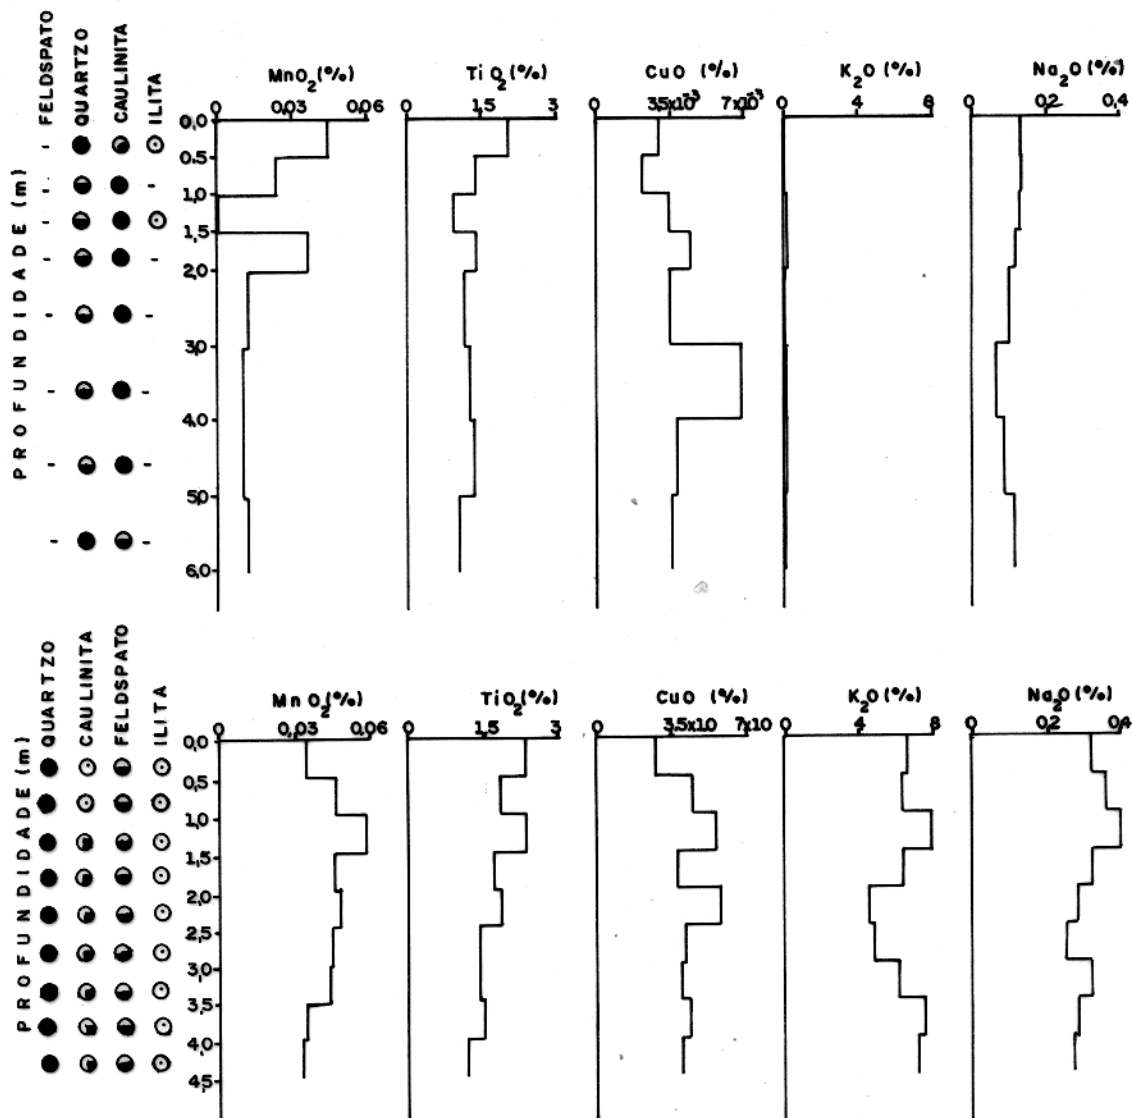 FELDSPATO
QUARTZO
CAULINITA
ILITA
PROFUNDIDADE (m)
MnO2(%) TiO2(%) CuO (%) K2O(%) Na2O(%)
0 0,03 0,06 0 1,5 3 0 3,5x10-3 7x10-3 0 4 8 0 0,2 0,4
0,0
0,5
1,0
1,5
2,0
3,0
4,0
5,0
6,0
QUARTZO
CAULINITA
FELDSPATO
ILITA
PROFUNDIDADE (m)
MnO2(%) TiO2(%) CuO (%) K2O(%) Na2O(%)
0 0,03 0,06 0 1,5 3 0 3,5x10 7x10 0 4 8 0 0,2 0,4
0,0
0,5
1,0
1,5
2,0
2,5
3,0
3,5
4,0
4,5